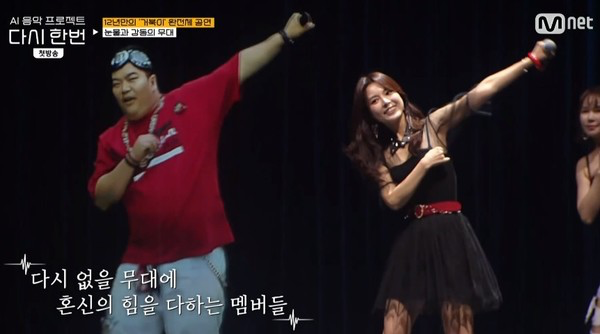 AI 음악 프로젝트
다시 한번
첫방송
12년만의 '거북이' 완전체 공연
▶ 눈물과 감동의 무대
Mnet
다시 없을 무대에
혼신의 힘을 다하는 멤버들